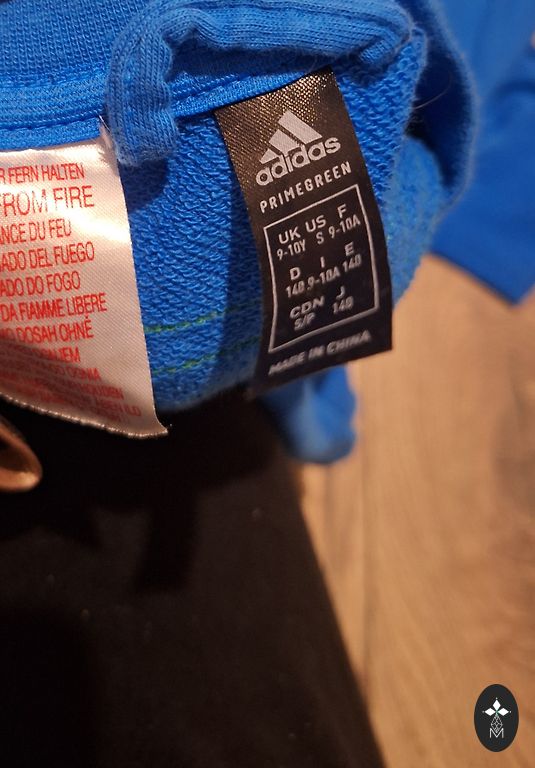 R FERN HALTEN
FROM FIRE
ANCE DU FEU
ADO DEL FUEGO
ADO DO FOGO
DA FIAMME LIBERE
DOSAH OHNĚ
adidas
PRIMEGREEN
UK US F
9-10Y S 9-10A
D I E
140 9-10A 140
CDN J
S/P 140
MADE IN CHINA
M